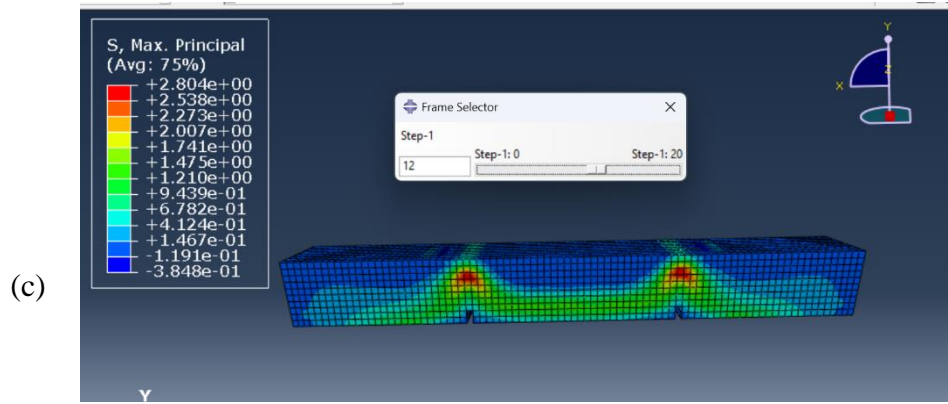 S, Max. Principal
(Avg: 75%)
+2.804e+00
+2.538e+00
+2.273e+00
+2.007e+00
+1.741e+00
+1.475e+00
+1.210e+00
+9.439e-01
+6.782e-01
+4.124e-01
+1.467e-01
-1.191e-01
-3.848e-01
Frame Selector
Step-1
Step-1: 0 Step-1: 20
12
Y
X Z
(c)
Y